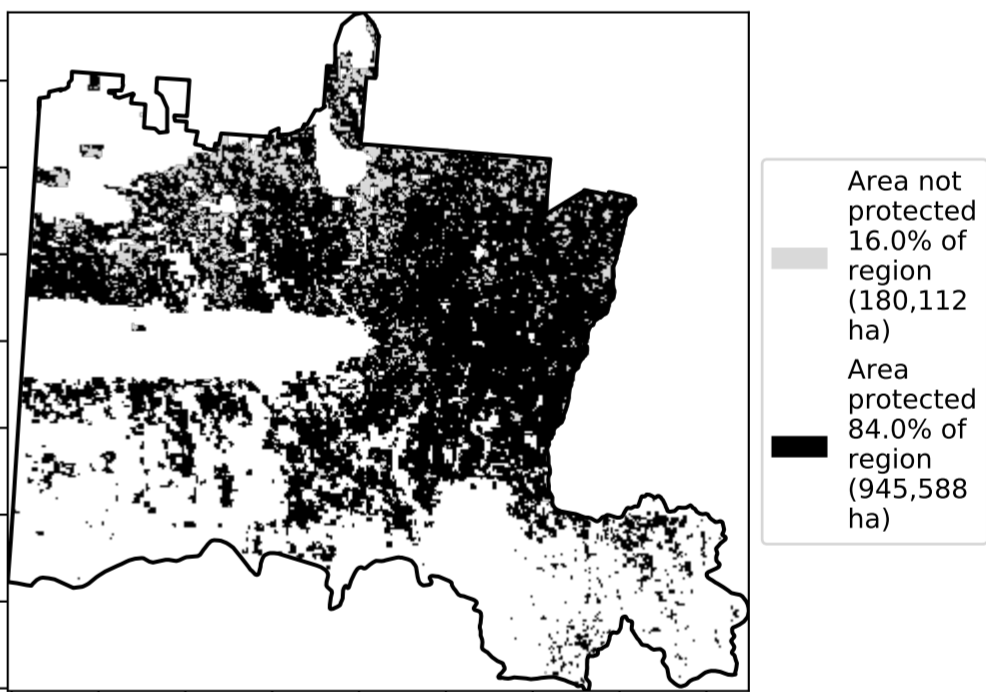 Area not
protected
16.0% of
region
(180,112
ha)
Area
protected
84.0% of
region
(945,588
ha)